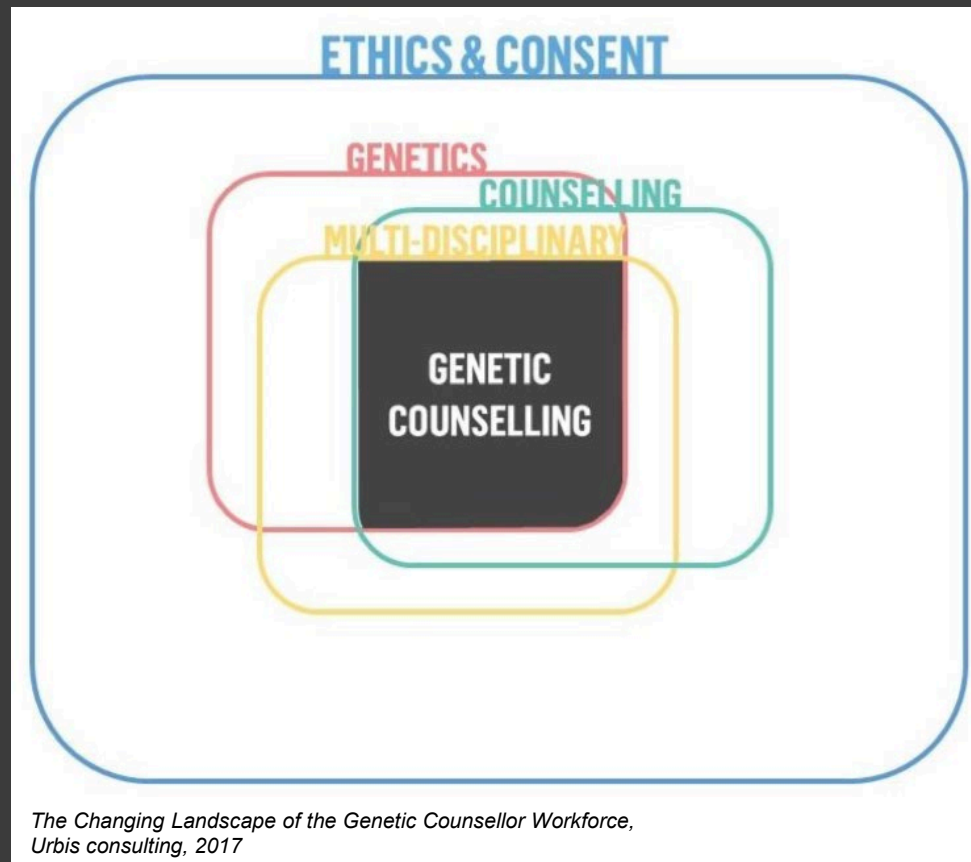 ETHICS & CONSENT
GENETICS
COUNSELLING
MULTI-DISCIPLINARY
GENETIC
COUNSELLING
The Changing Landscape of the Genetic Counsellor Workforce,
Urbis consulting, 2017